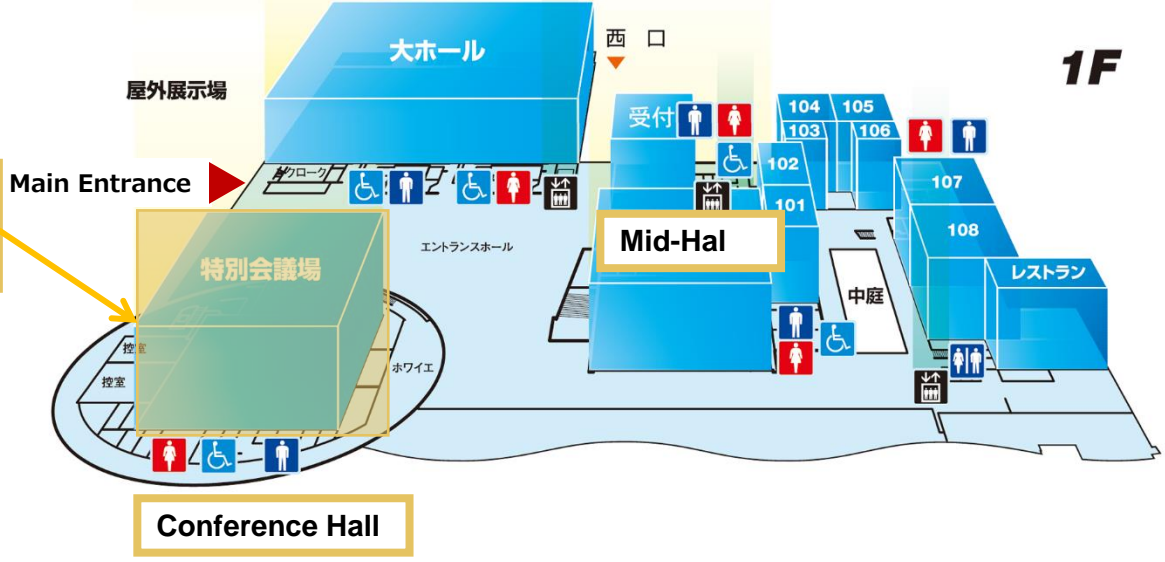 大ホール
西 口
1F
屋外展示場
受付
104
105
103
106
102
107
101
108
クローク
Main Entrance
エントランスホール
Mid-Hal
特別会議場
中庭
レストラン
控室
控室
ホワイエ
Conference Hall